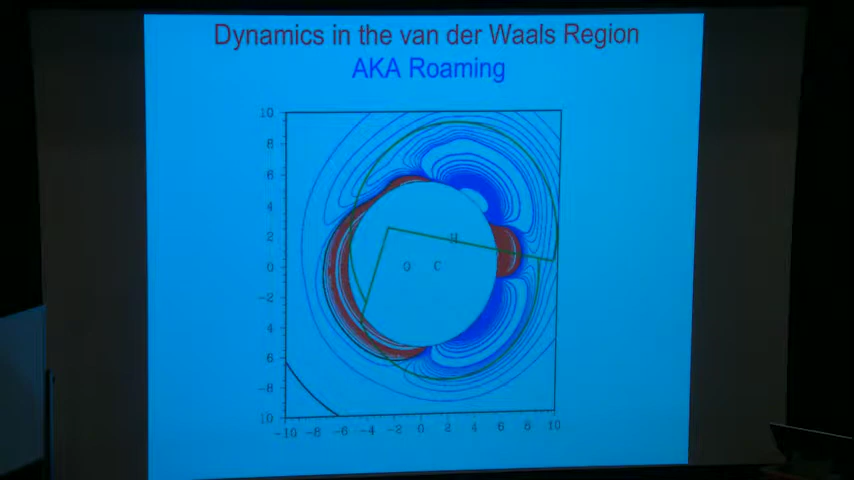 Dynamics in the van der Waals Region
AKA Roaming
10
8
6
4
2
0
-2
4
6
-8
10
H
O C
-10 -8 -6 -4 -2 0 2 4 6 8 10